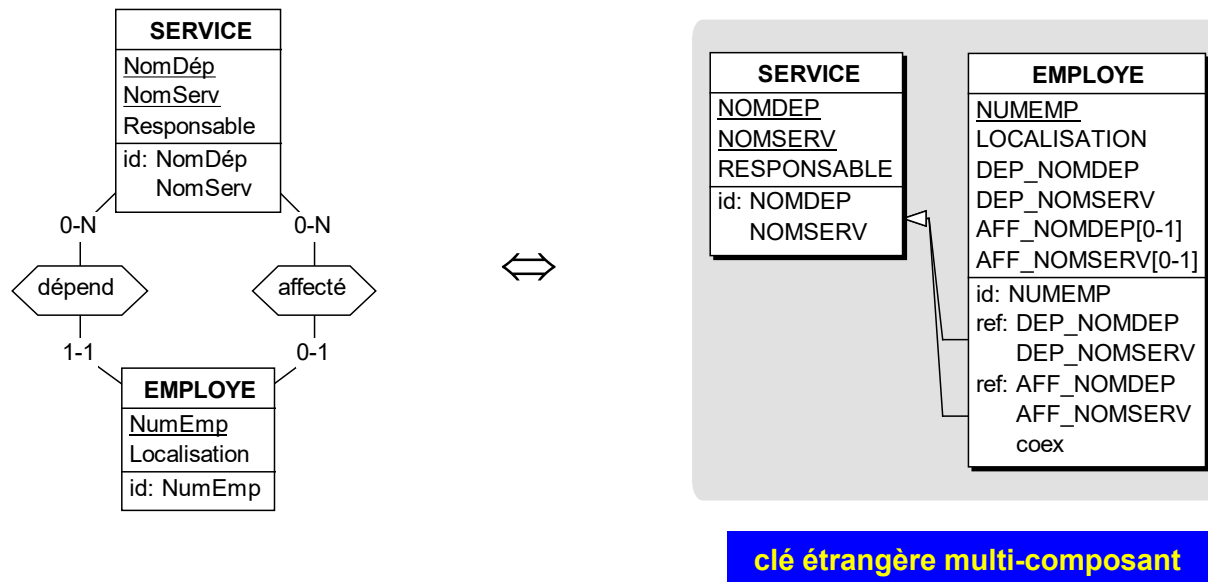 SERVICE
NomDép
NomServ
Responsable
id: NomDép
NomServ
0-N
0-N
dépend
affecté
1-1
0-1
EMPLOYE
NumEmp
Localisation
id: NumEmp
SERVICE
NOMDEP
NOMSERV
RESPONSABLE
id: NOMDEP
NOMSERV
EMPLOYE
NUMEMP
LOCALISATION
DEP_NOMDEP
DEP_NOMSERV
AFF_NOMDEP[0-1]
AFF_NOMSERV[0-1]
id: NUMEMP
ref: DEP_NOMDEP
DEP_NOMSERV
ref: AFF_NOMDEP
AFF_NOMSERV
coex
clé étrangère multi-composant